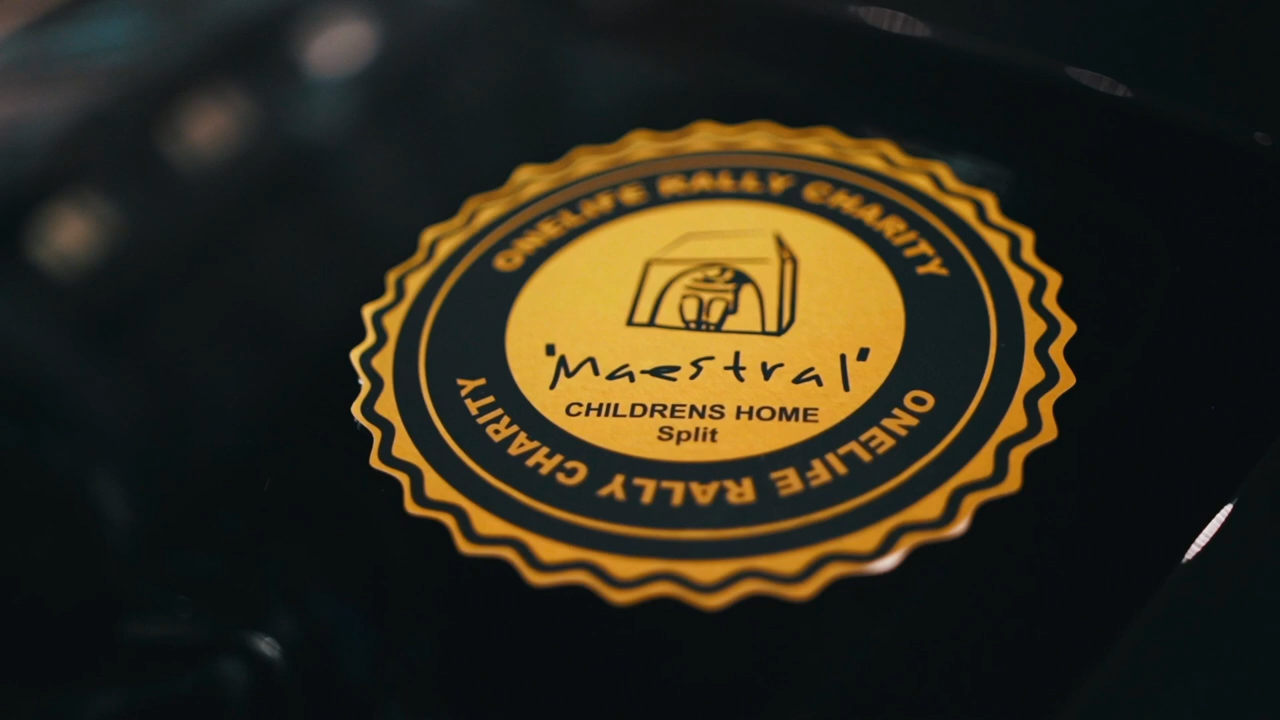 ONELIFE RALLY CHARITY
"Maestral"
CHILDRENS HOME
Split
ONELIFE RALLY CHARITY